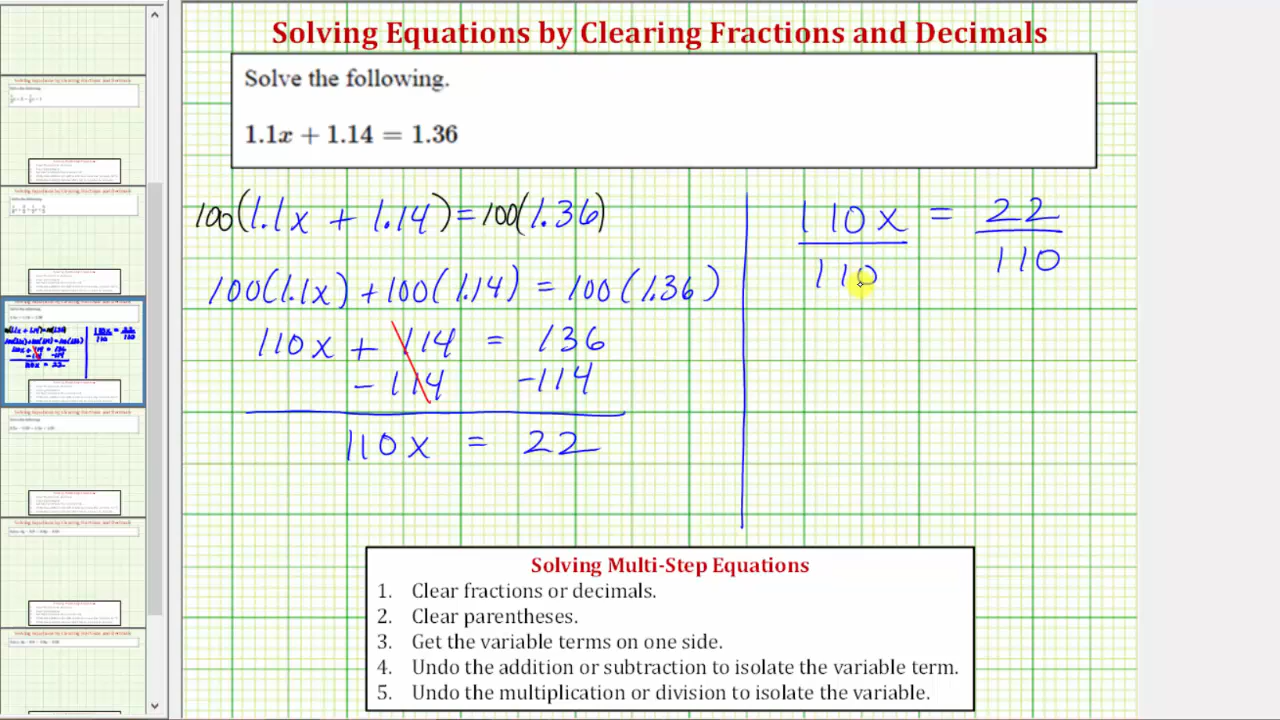 Solving Equations by Clearing Fractions and Decimals
Solve the following.
1.1x + 1.14 = 1.36
100(1.1x + 1.14) = 100(1.36)
100(1.1x) + 100(1.14) = 100(1.36)
110x + 114 = 136
- 114 -114
110x = 22
110x = 22
110 110
Solving Multi-Step Equations
1. Clear fractions or decimals.
2. Clear parentheses.
3. Get the variable terms on one side.
4. Undo the addition or subtraction to isolate the variable term.
5. Undo the multiplication or division to isolate the variable.